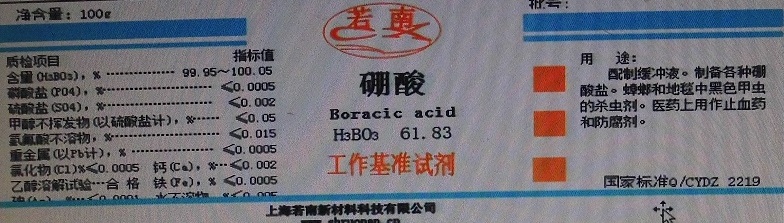 净含量：100g
质检项目 指标值
含量(H3BO3)，% ………… 99.95～100.05
磷酸盐(PO4)，% ………… ≤0.0005
硫酸盐(SO4)，% ………… ≤0.002
甲醇不挥发物(以硫酸盐计)，% …… ≤0.05
氢氟酸不溶物，% ………… ≤0.015
重金属(以Pb计)，% ………… ≤0.0005
氯化物(Cl)%≤0.0005 钙(Ca)，%…≤0.002
乙醇溶解试验…合 格 铁(Fe)，% ≤0.0005
若南
硼酸
Boracic acid
H3BO3 61.83
工作基准试剂
上海若南新材料科技有限公司
批号：
用 途：
配制缓冲液。制备各种硼
酸盐。蟑螂和地毯中黑色甲虫
的杀虫剂。医药上用作止血药
和防腐剂。
国家标准Q/CYDZ 2219